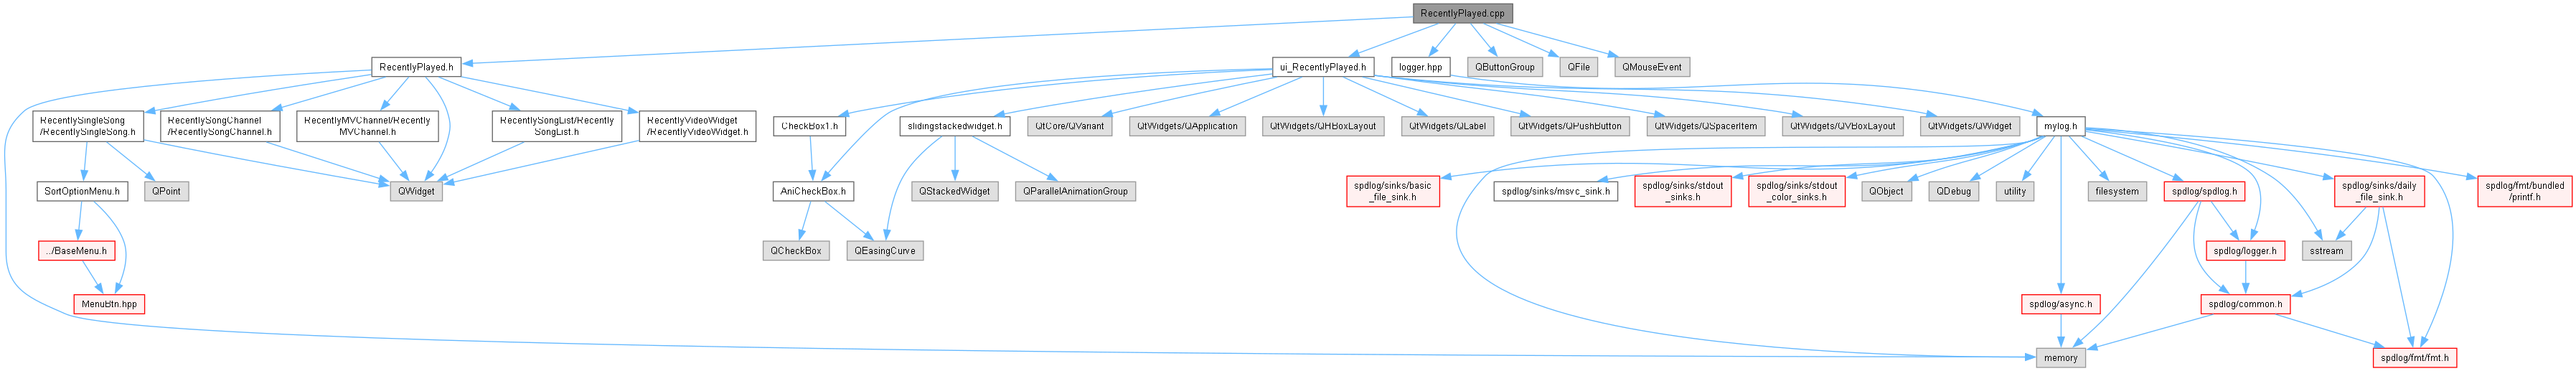 RecentlyPlayed.cpp
RecentlyPlayed.h
ui_RecentlyPlayed.h
logger.hpp
QButtonGroup
QFile
QMouseEvent
RecentlySingleSong
/RecentlySingleSong.h
RecentlySongChannel
/RecentlySongChannel.h
RecentlyMVChannel/Recently
MVChannel.h
RecentlySongList/Recently
SongList.h
RecentlyVideoWidget
/RecentlyVideoWidget.h
CheckBox1.h
slidingstackedwidget.h
QtCore/QVariant
QtWidgets/QApplication
QtWidgets/QHBoxLayout
QtWidgets/QLabel
QtWidgets/QPushButton
QtWidgets/QSpacerItem
QtWidgets/QVBoxLayout
QtWidgets/QWidget
mylog.h
SortOptionMenu.h
QPoint
QWidget
AniCheckBox.h
QStackedWidget
QParallelAnimationGroup
spdlog/sinks/basic
_file_sink.h
spdlog/sinks/msvc_sink.h
spdlog/sinks/stdout
_sinks.h
spdlog/sinks/stdout
_color_sinks.h
QObject
QDebug
utility
filesystem
spdlog/spdlog.h
spdlog/sinks/daily
_file_sink.h
spdlog/fmt/bundled
/printf.h
../BaseMenu.h
QCheckBox
QEasingCurve
spdlog/logger.h
sstream
MenuBtn.hpp
spdlog/async.h
spdlog/common.h
memory
spdlog/fmt/fmt.h